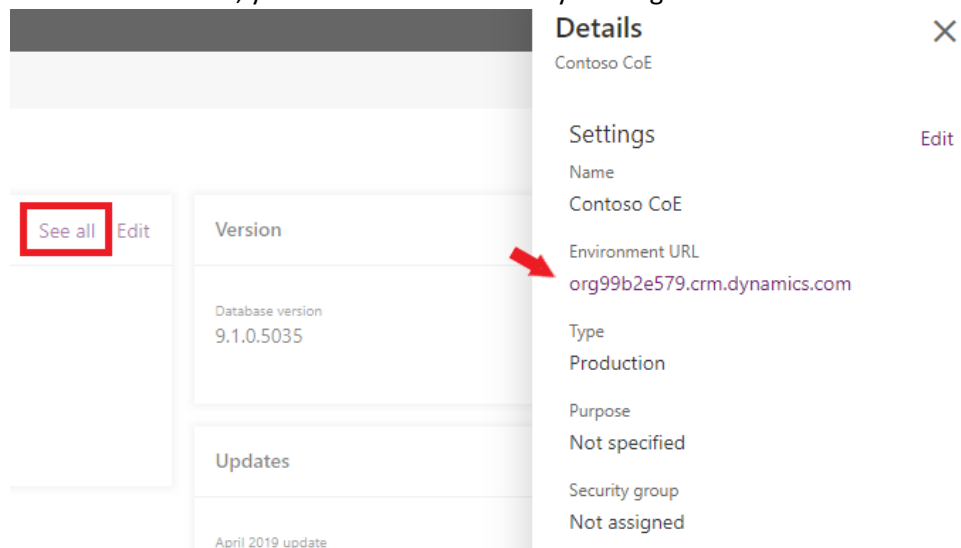 Details
Contoso CoE
Settings Edit
Name
Contoso CoE
Environment URL
org99b2e579.crm.dynamics.com
Type
Production
Purpose
Not specified
Security group
Not assigned
See all Edit
Version
Database version
9.1.0.5035
Updates
April 2019 update